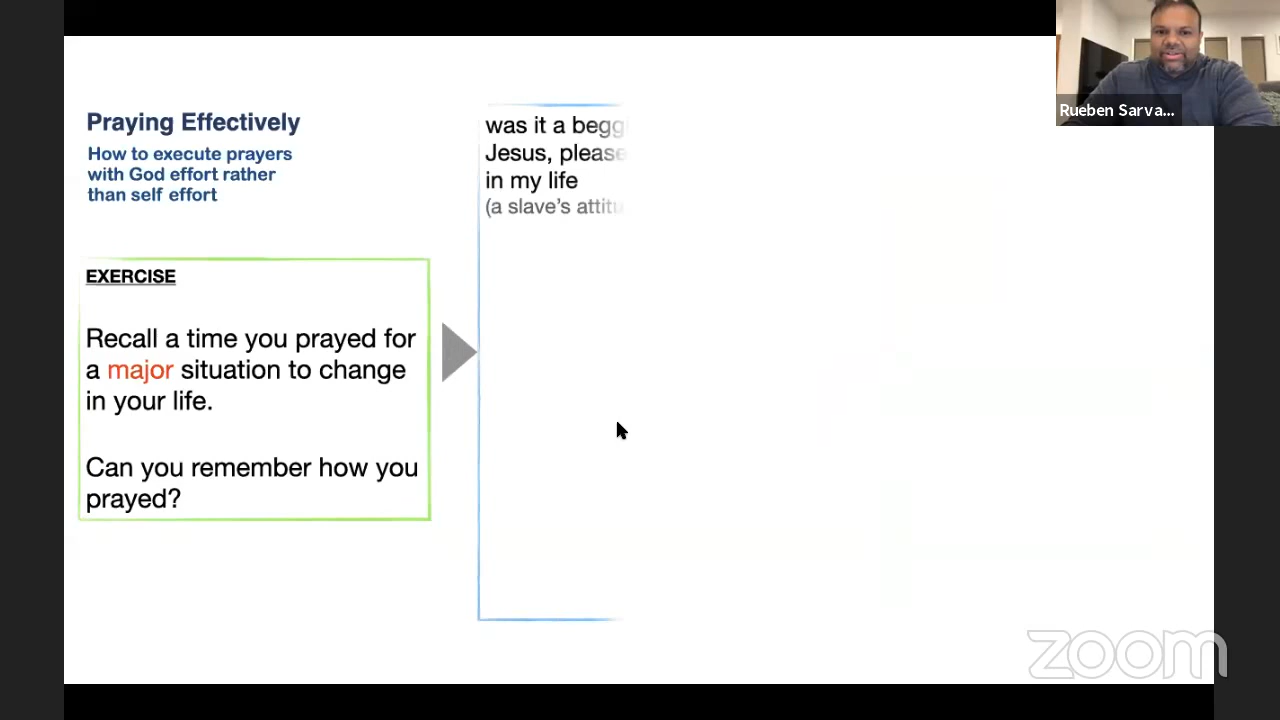 Praying Effectively
How to execute prayers
with God effort rather
than self effort
EXERCISE
Recall a time you prayed for
a major situation to change
in your life.
Can you remember how you
prayed?
was it a begg
Jesus, please
in my life
(a slave's attitu
Rueben Sarva...
zoom